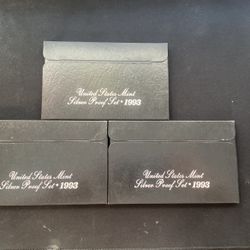 United States Mint
Silver Proof Set • 1993
United States Mint
Silver Proof Set • 1993
United States Mint
Silver Proof Set • 1993